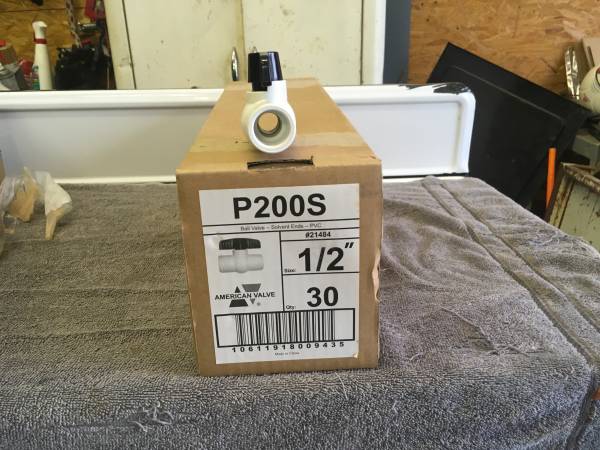 P200S
Ball Valve – Solvent Ends – PVC
#21484
Size: 1/2"
AMERICAN VALVE
®
Qty: 30
10611918009435
Made in China